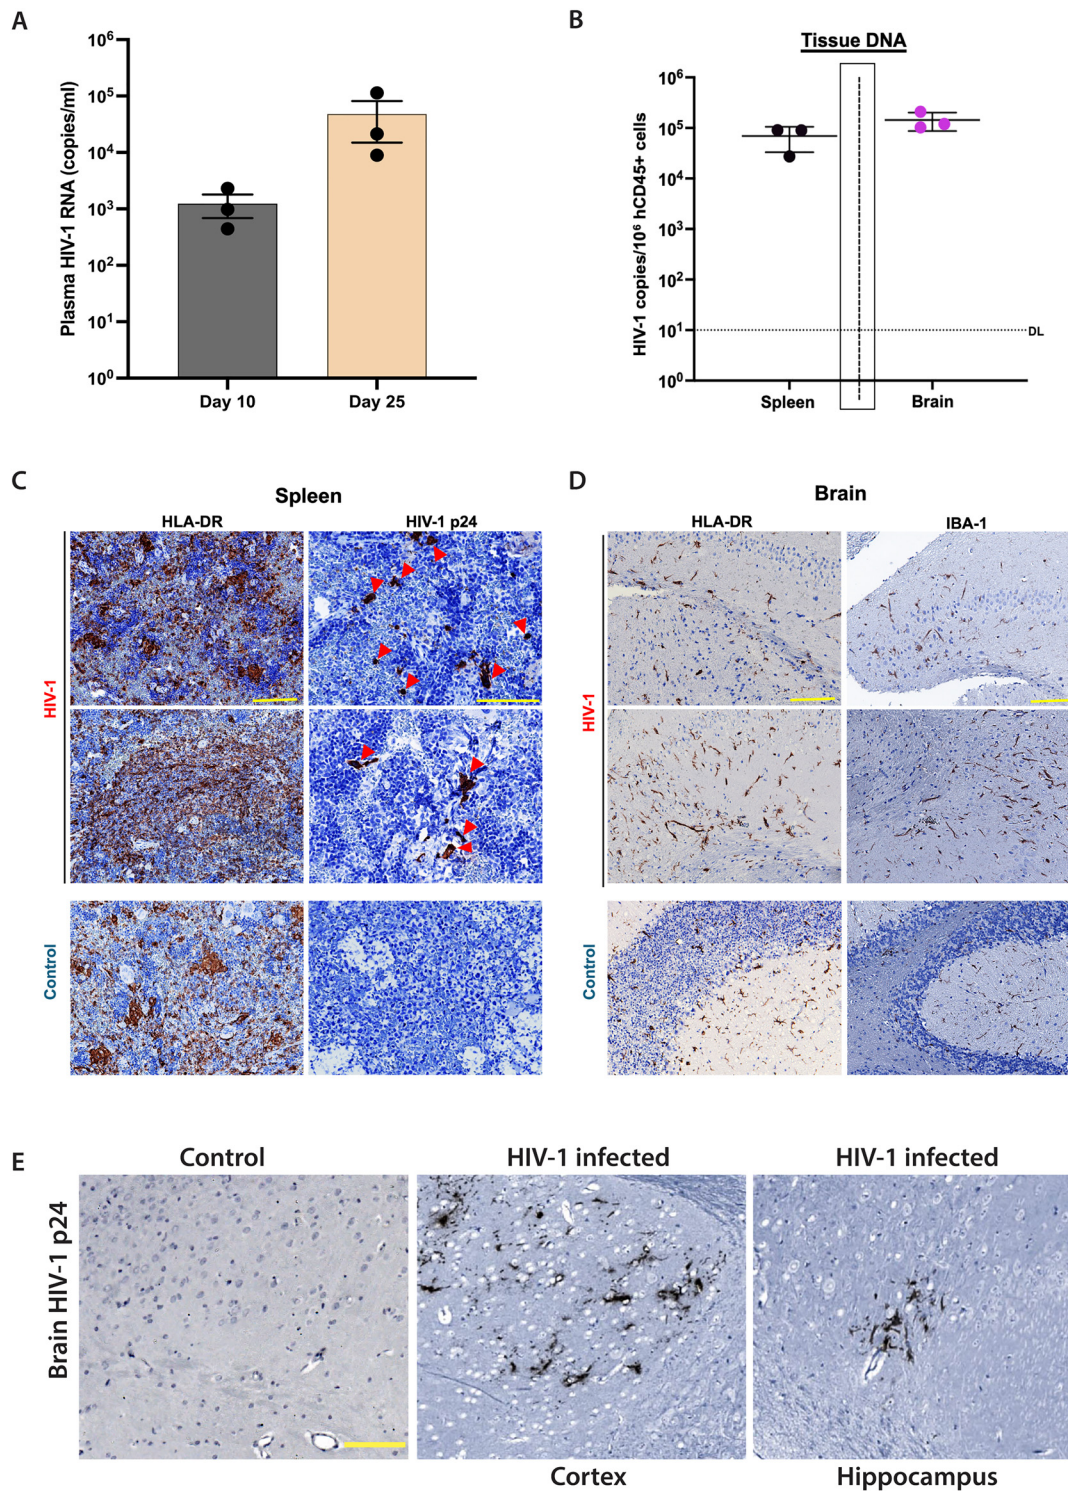 A
Plasma HIV-1 RNA (copies/ml)
10⁶
10⁵
10⁴
10³
10²
10¹
10⁰
Day 10
Day 25
B
Tissue DNA
HIV-1 copies/10⁶ hCD45+ cells
10⁶
10⁵
10⁴
10³
10²
10¹
10⁰
DL
Spleen
Brain
C
Spleen
HLA-DR
HIV-1 p24
HIV-1
Control
D
Brain
HLA-DR
IBA-1
HIV-1
Control
E
Control
HIV-1 infected
HIV-1 infected
Brain HIV-1 p24
Cortex
Hippocampus